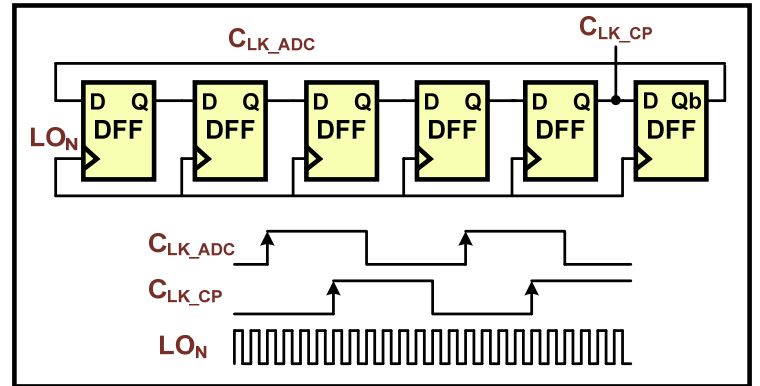 CLK_ADC CLK_CP
D Q D Q D Q D Q D Q D Qb
DFF DFF DFF DFF DFF DFF
LON
CLK_ADC
CLK_CP
LON